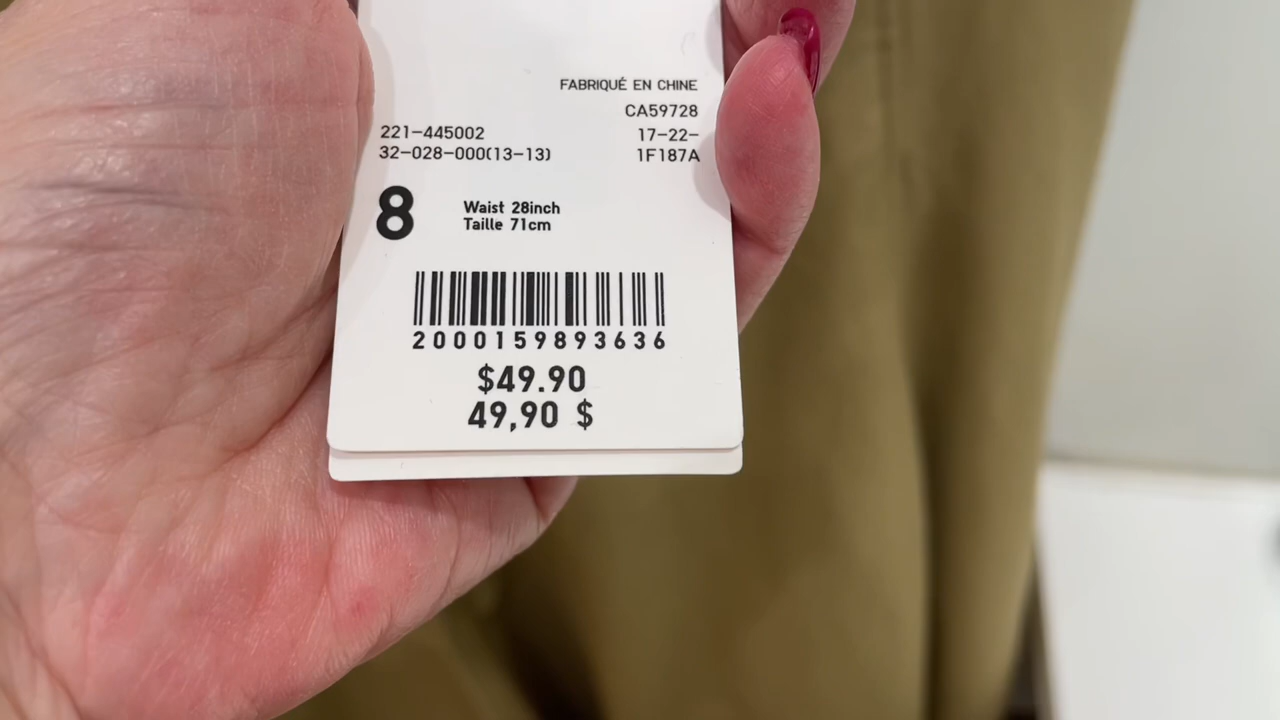 FABRIQUÉ EN CHINE
CA59728
221-445002 17-22-
32-028-000(13-13) 1F187A
8 Waist 28inch
Taille 71cm
2000159893636
$49.90
49,90 $